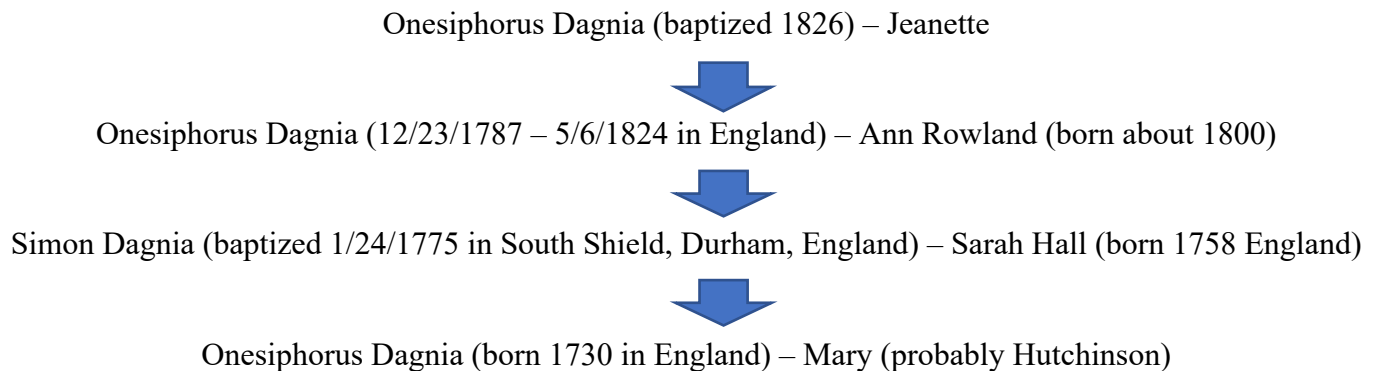 Onesiphorus Dagnia (baptized 1826) – Jeanette
Onesiphorus Dagnia (12/23/1787 – 5/6/1824 in England) – Ann Rowland (born about 1800)
Simon Dagnia (baptized 1/24/1775 in South Shield, Durham, England) – Sarah Hall (born 1758 England)
Onesiphorus Dagnia (born 1730 in England) – Mary (probably Hutchinson)